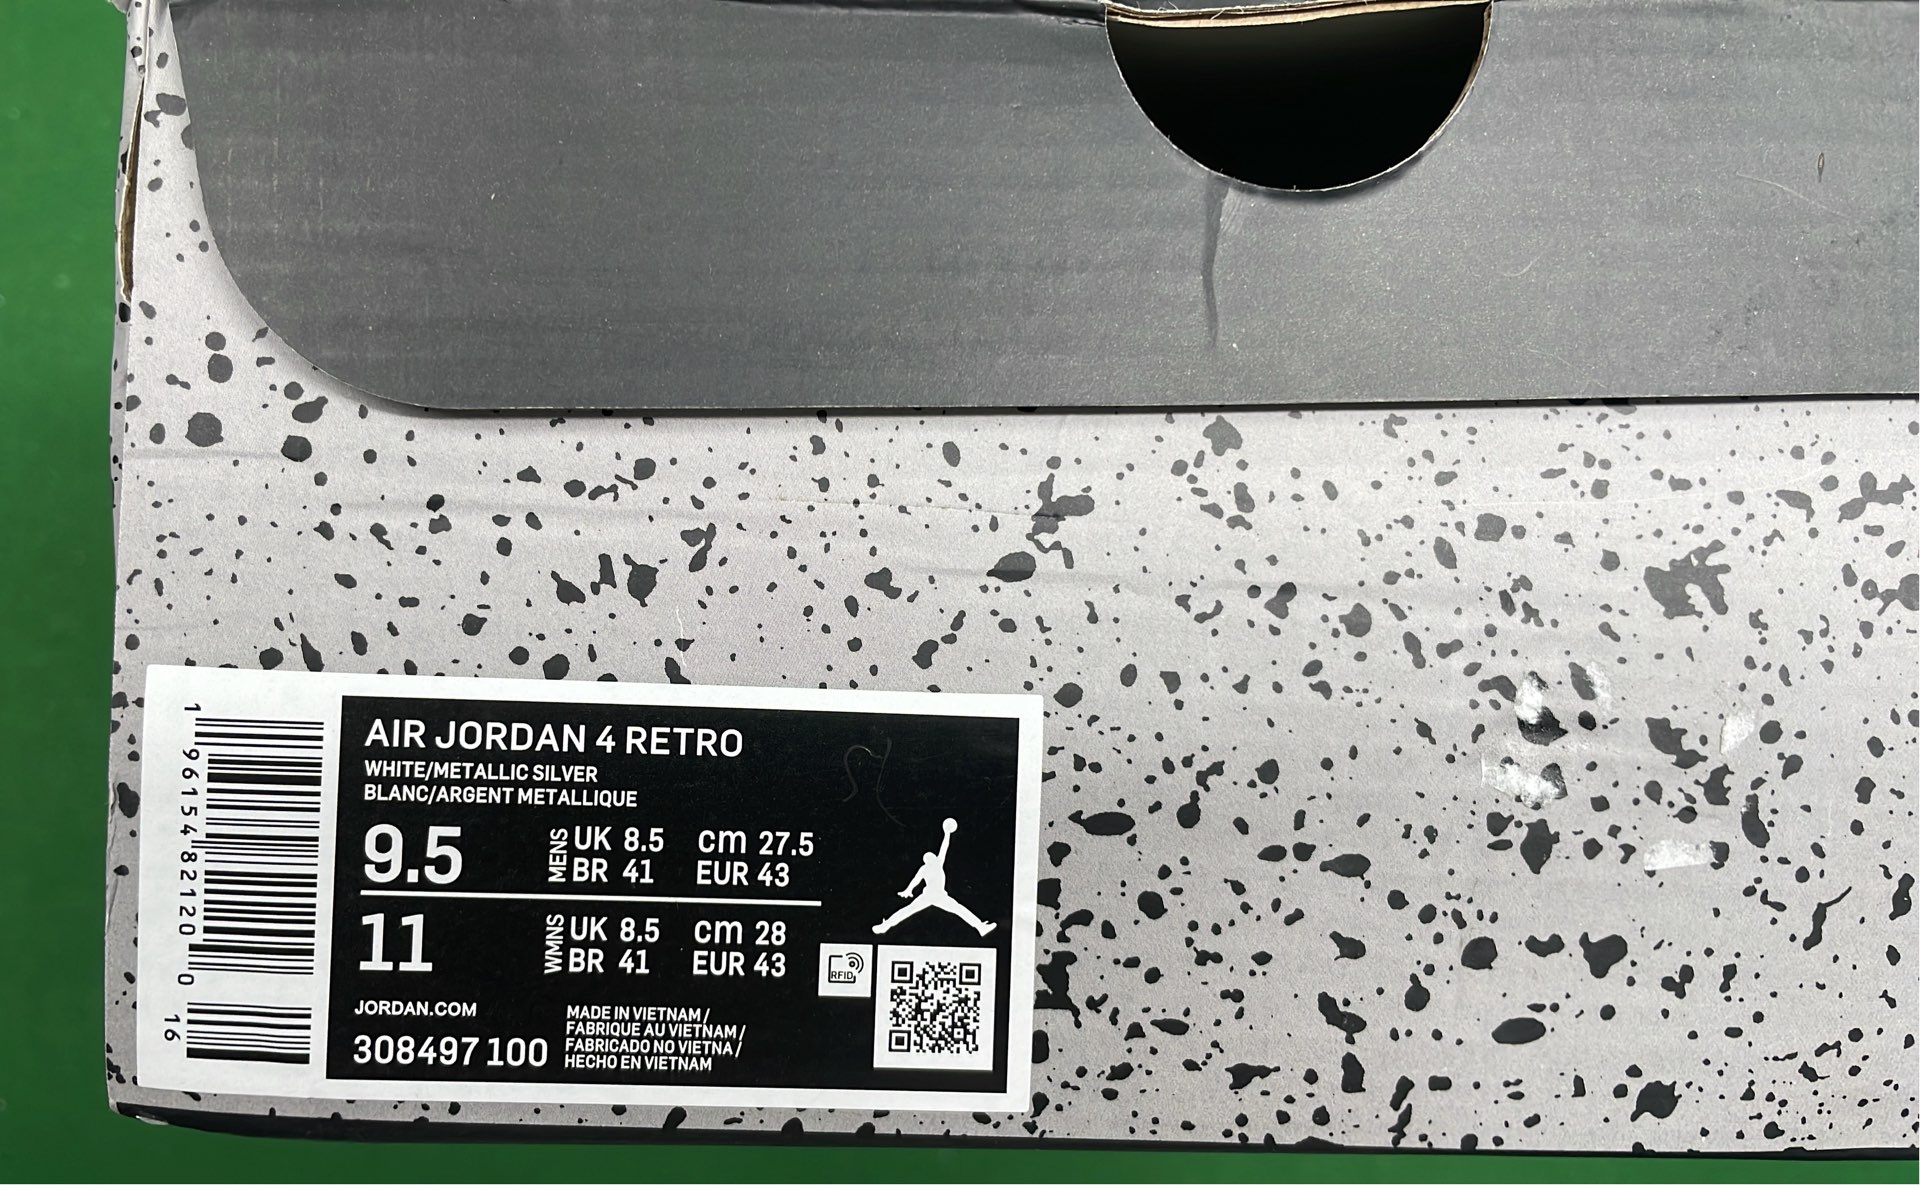 AIR JORDAN 4 RETRO
WHITE/METALLIC SILVER
BLANC/ARGENT METALLIQUE
9.5 MENS UK 8.5 cm 27.5
BR 41 EUR 43
11 WMNS UK 8.5 cm 28
BR 41 EUR 43
RFID
JORDAN.COM
308497 100
MADE IN VIETNAM /
FABRIQUE AU VIETNAM /
FABRICADO NO VIETNA /
HECHO EN VIETNAM
1 96154 82120 0 16